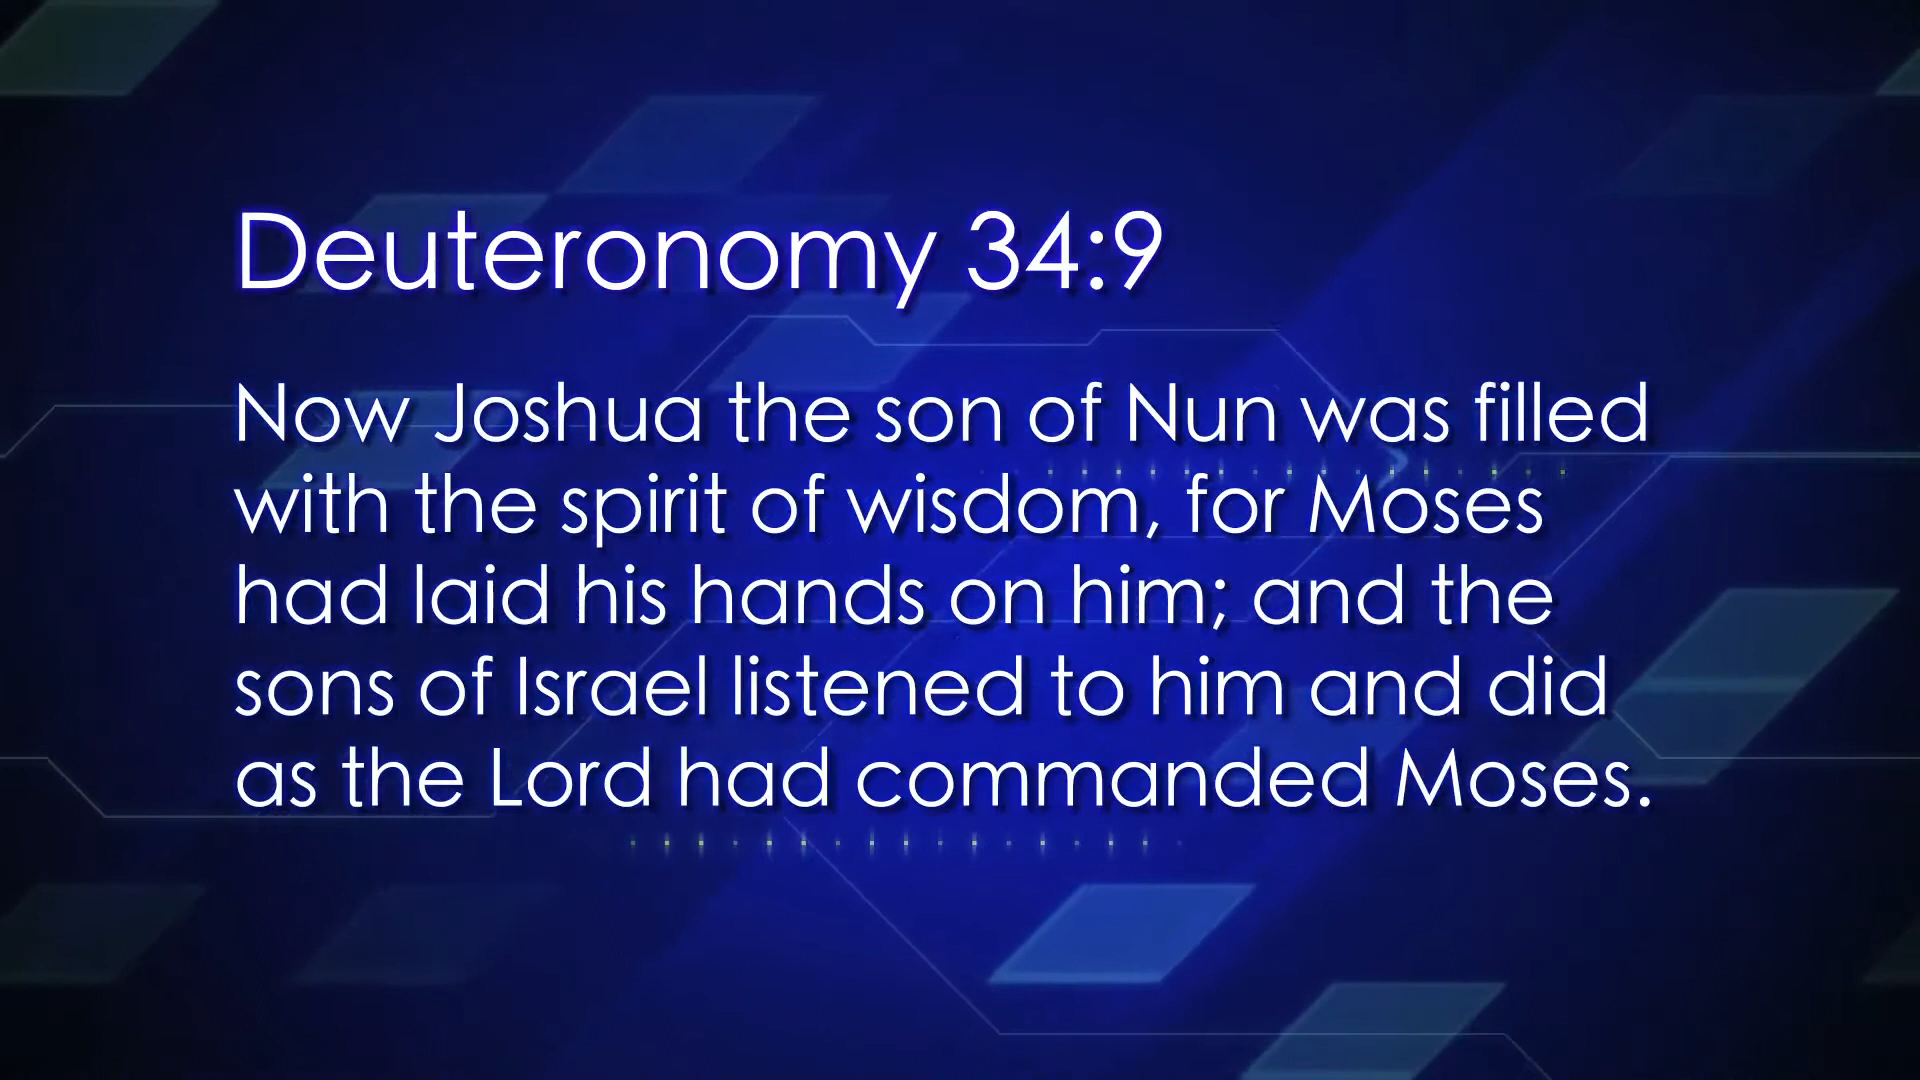 Deuteronomy 34:9
Now Joshua the son of Nun was filled
with the spirit of wisdom, for Moses
had laid his hands on him; and the
sons of Israel listened to him and did
as the Lord had commanded Moses.